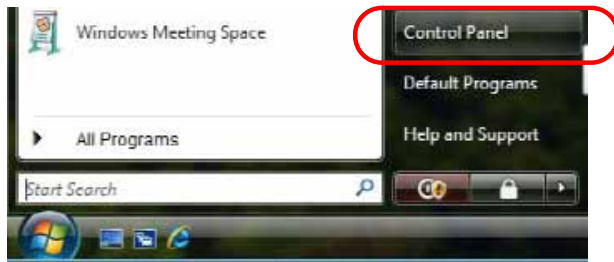 Windows Meeting Space
All Programs
Start Search
Control Panel
Default Programs
Help and Support